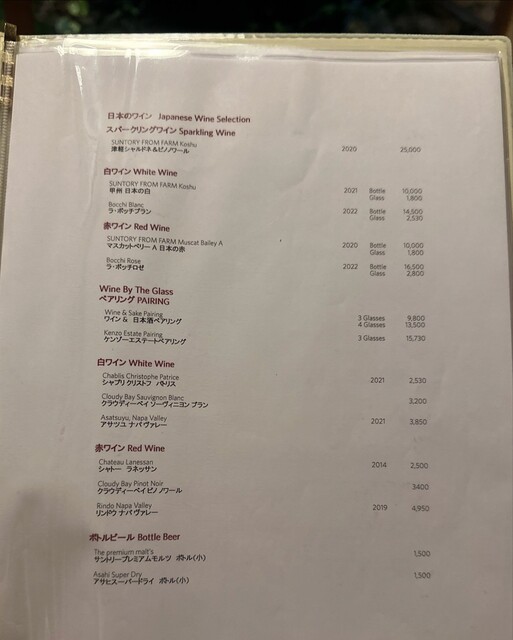 日本のワイン Japanese Wine Selection
スパークリングワイン Sparkling Wine
SUNTORY FROM FARM Koshu
津軽シャルドネ&ピノノワール 2020 25,000
白ワイン White Wine
SUNTORY FROM FARM Koshu 2021 Bottle 10,000
甲州 日本の白 Glass 1,800
Bocchi Blanc 2022 Bottle 14,500
ラ・ボッチブラン Glass 2,530
赤ワイン Red Wine
SUNTORY FROM FARM Muscat Bailey A 2020 Bottle 10,000
マスカットベリー A 日本の赤 Glass 1,800
Bocchi Rose 2022 Bottle 16,500
ラ・ボッチロゼ Glass 2,800
Wine By The Glass
ペアリング PAIRING
Wine & Sake Pairing 3 Glasses 9,800
ワイン & 日本酒ペアリング 4 Glasses 13,500
Kenzo Estate Pairing 3 Glasses 15,730
ケンゾーエステートペアリング
白ワイン White Wine
Chablis Christophe Patrice 2021 2,530
シャブリ クリストフ パトリス
Cloudy Bay Sauvignon Blanc 3,200
クラウディーベイ ソーヴィニヨン ブラン
Asatsuyu, Napa Valley 2021 3,850
アサツユ ナパ ヴァレー
赤ワイン Red Wine
Chateau Lanessan 2014 2,500
シャトー ラネッサン
Cloudy Bay Pinot Noir 3400
クラウディーベイ ピノ ノワール
Rindo Napa Valley 2019 4,950
リンドウ ナパ ヴァレー
ボトルビール Bottle Beer
The premium malt's 1,500
サントリープレミアムモルツ ボトル(小)
Asahi Super Dry 1,500
アサヒスーパードライ ボトル(小)